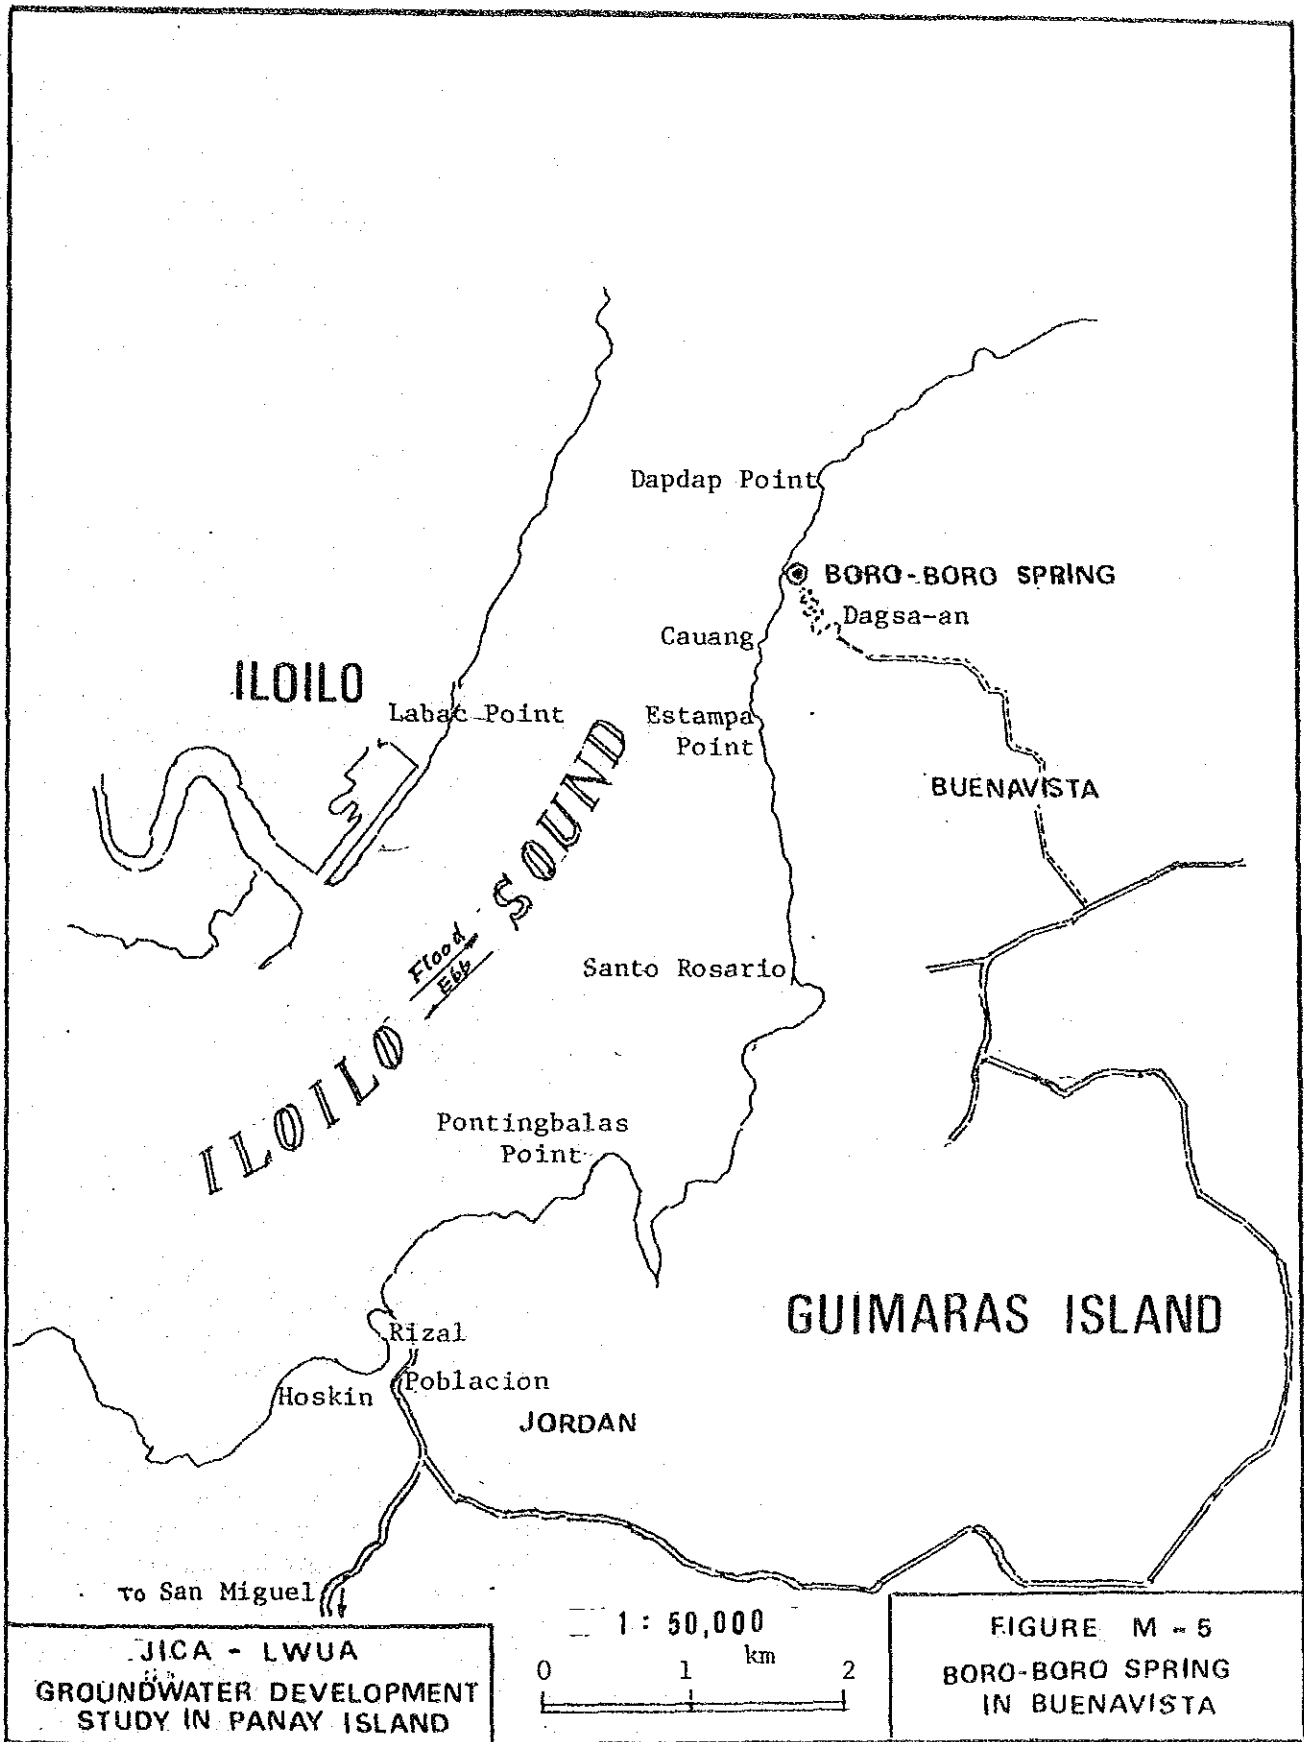 Dapdap Point
BORO-BORO SPRING
Dagsa-an
Cauang
ILOILO
Labac Point
Estampa
Point
BUENAVISTA
ILOILO SOUND
Flood
Ebb
Santo Rosario
Pontingbalas
Point
GUIMARAS ISLAND
Rizal
Poblacion
Hoskin
JORDAN
To San Miguel
JICA - LWUA
GROUNDWATER DEVELOPMENT
STUDY IN PANAY ISLAND
1 : 50,000
km
0 1 2
FIGURE M - 5
BORO-BORO SPRING
IN BUENAVISTA